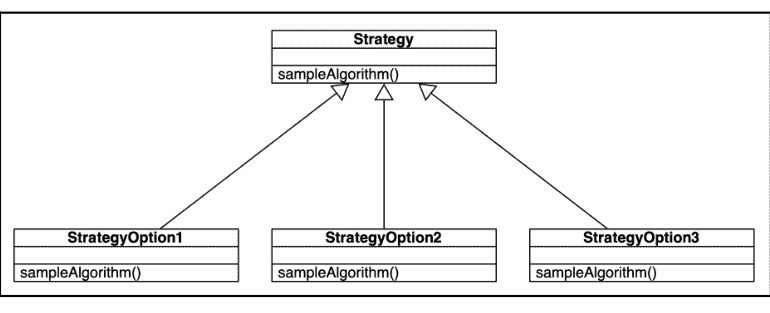 Strategy
sampleAlgorithm()
StrategyOption1
StrategyOption2
StrategyOption3
sampleAlgorithm()
sampleAlgorithm()
sampleAlgorithm()